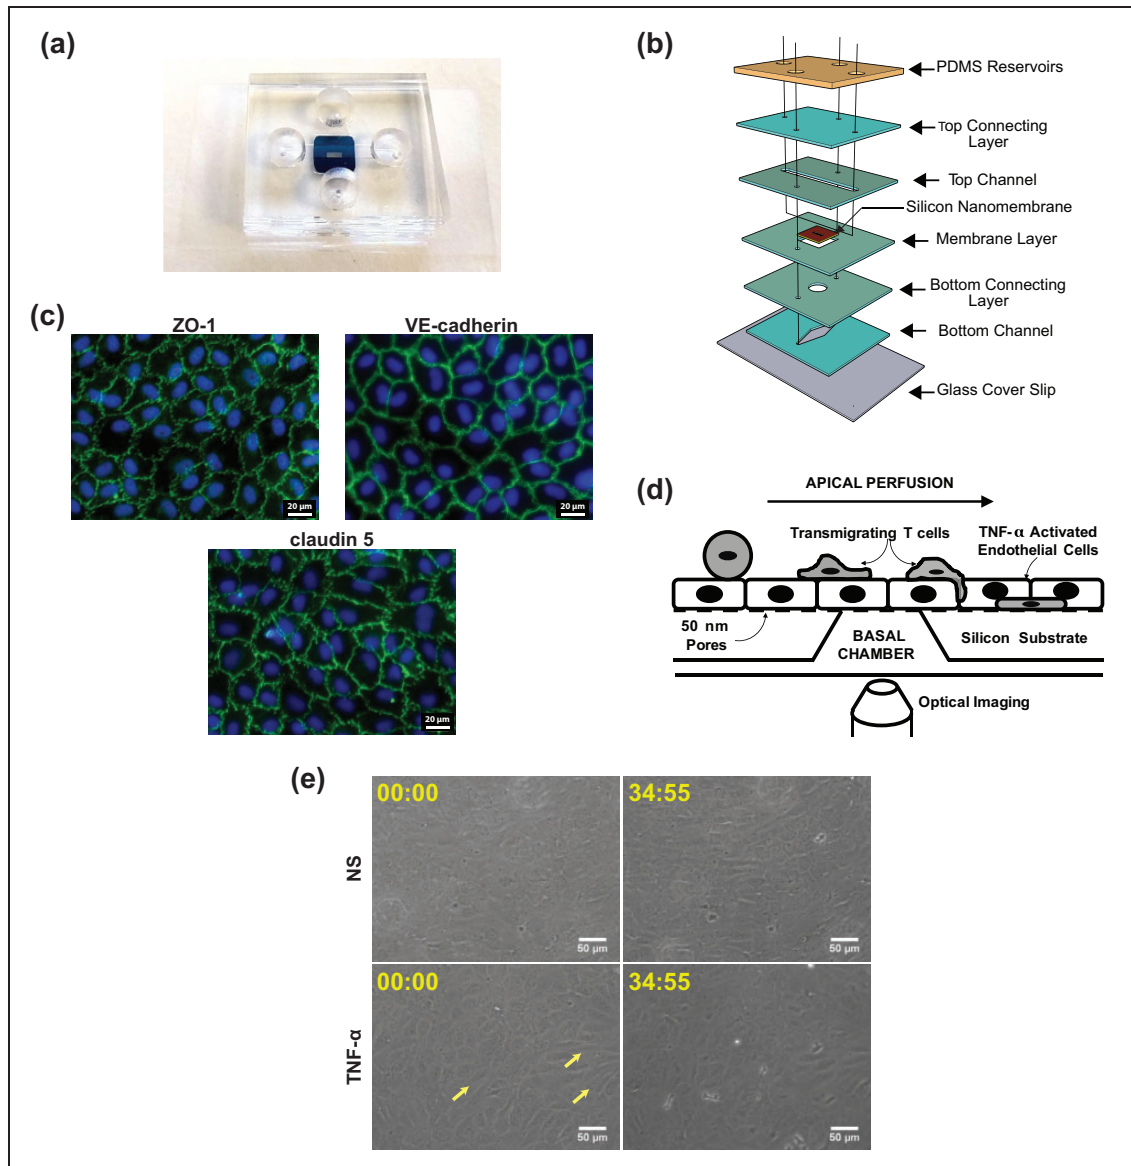 (a)
(b)
PDMS Reservoirs
Top Connecting
Layer
Top Channel
Silicon Nanomembrane
Membrane Layer
Bottom Connecting
Layer
Bottom Channel
Glass Cover Slip
(c)
ZO-1
VE-cadherin
20 µm
20 µm
claudin 5
20 µm
(d)
APICAL PERFUSION
Transmigrating T cells
TNF-α Activated
Endothelial Cells
50 nm
Pores
BASAL
CHAMBER
Silicon Substrate
Optical Imaging
(e)
NS
00:00
34:55
50 µm
50 µm
TNF-α
00:00
34:55
50 µm
50 µm